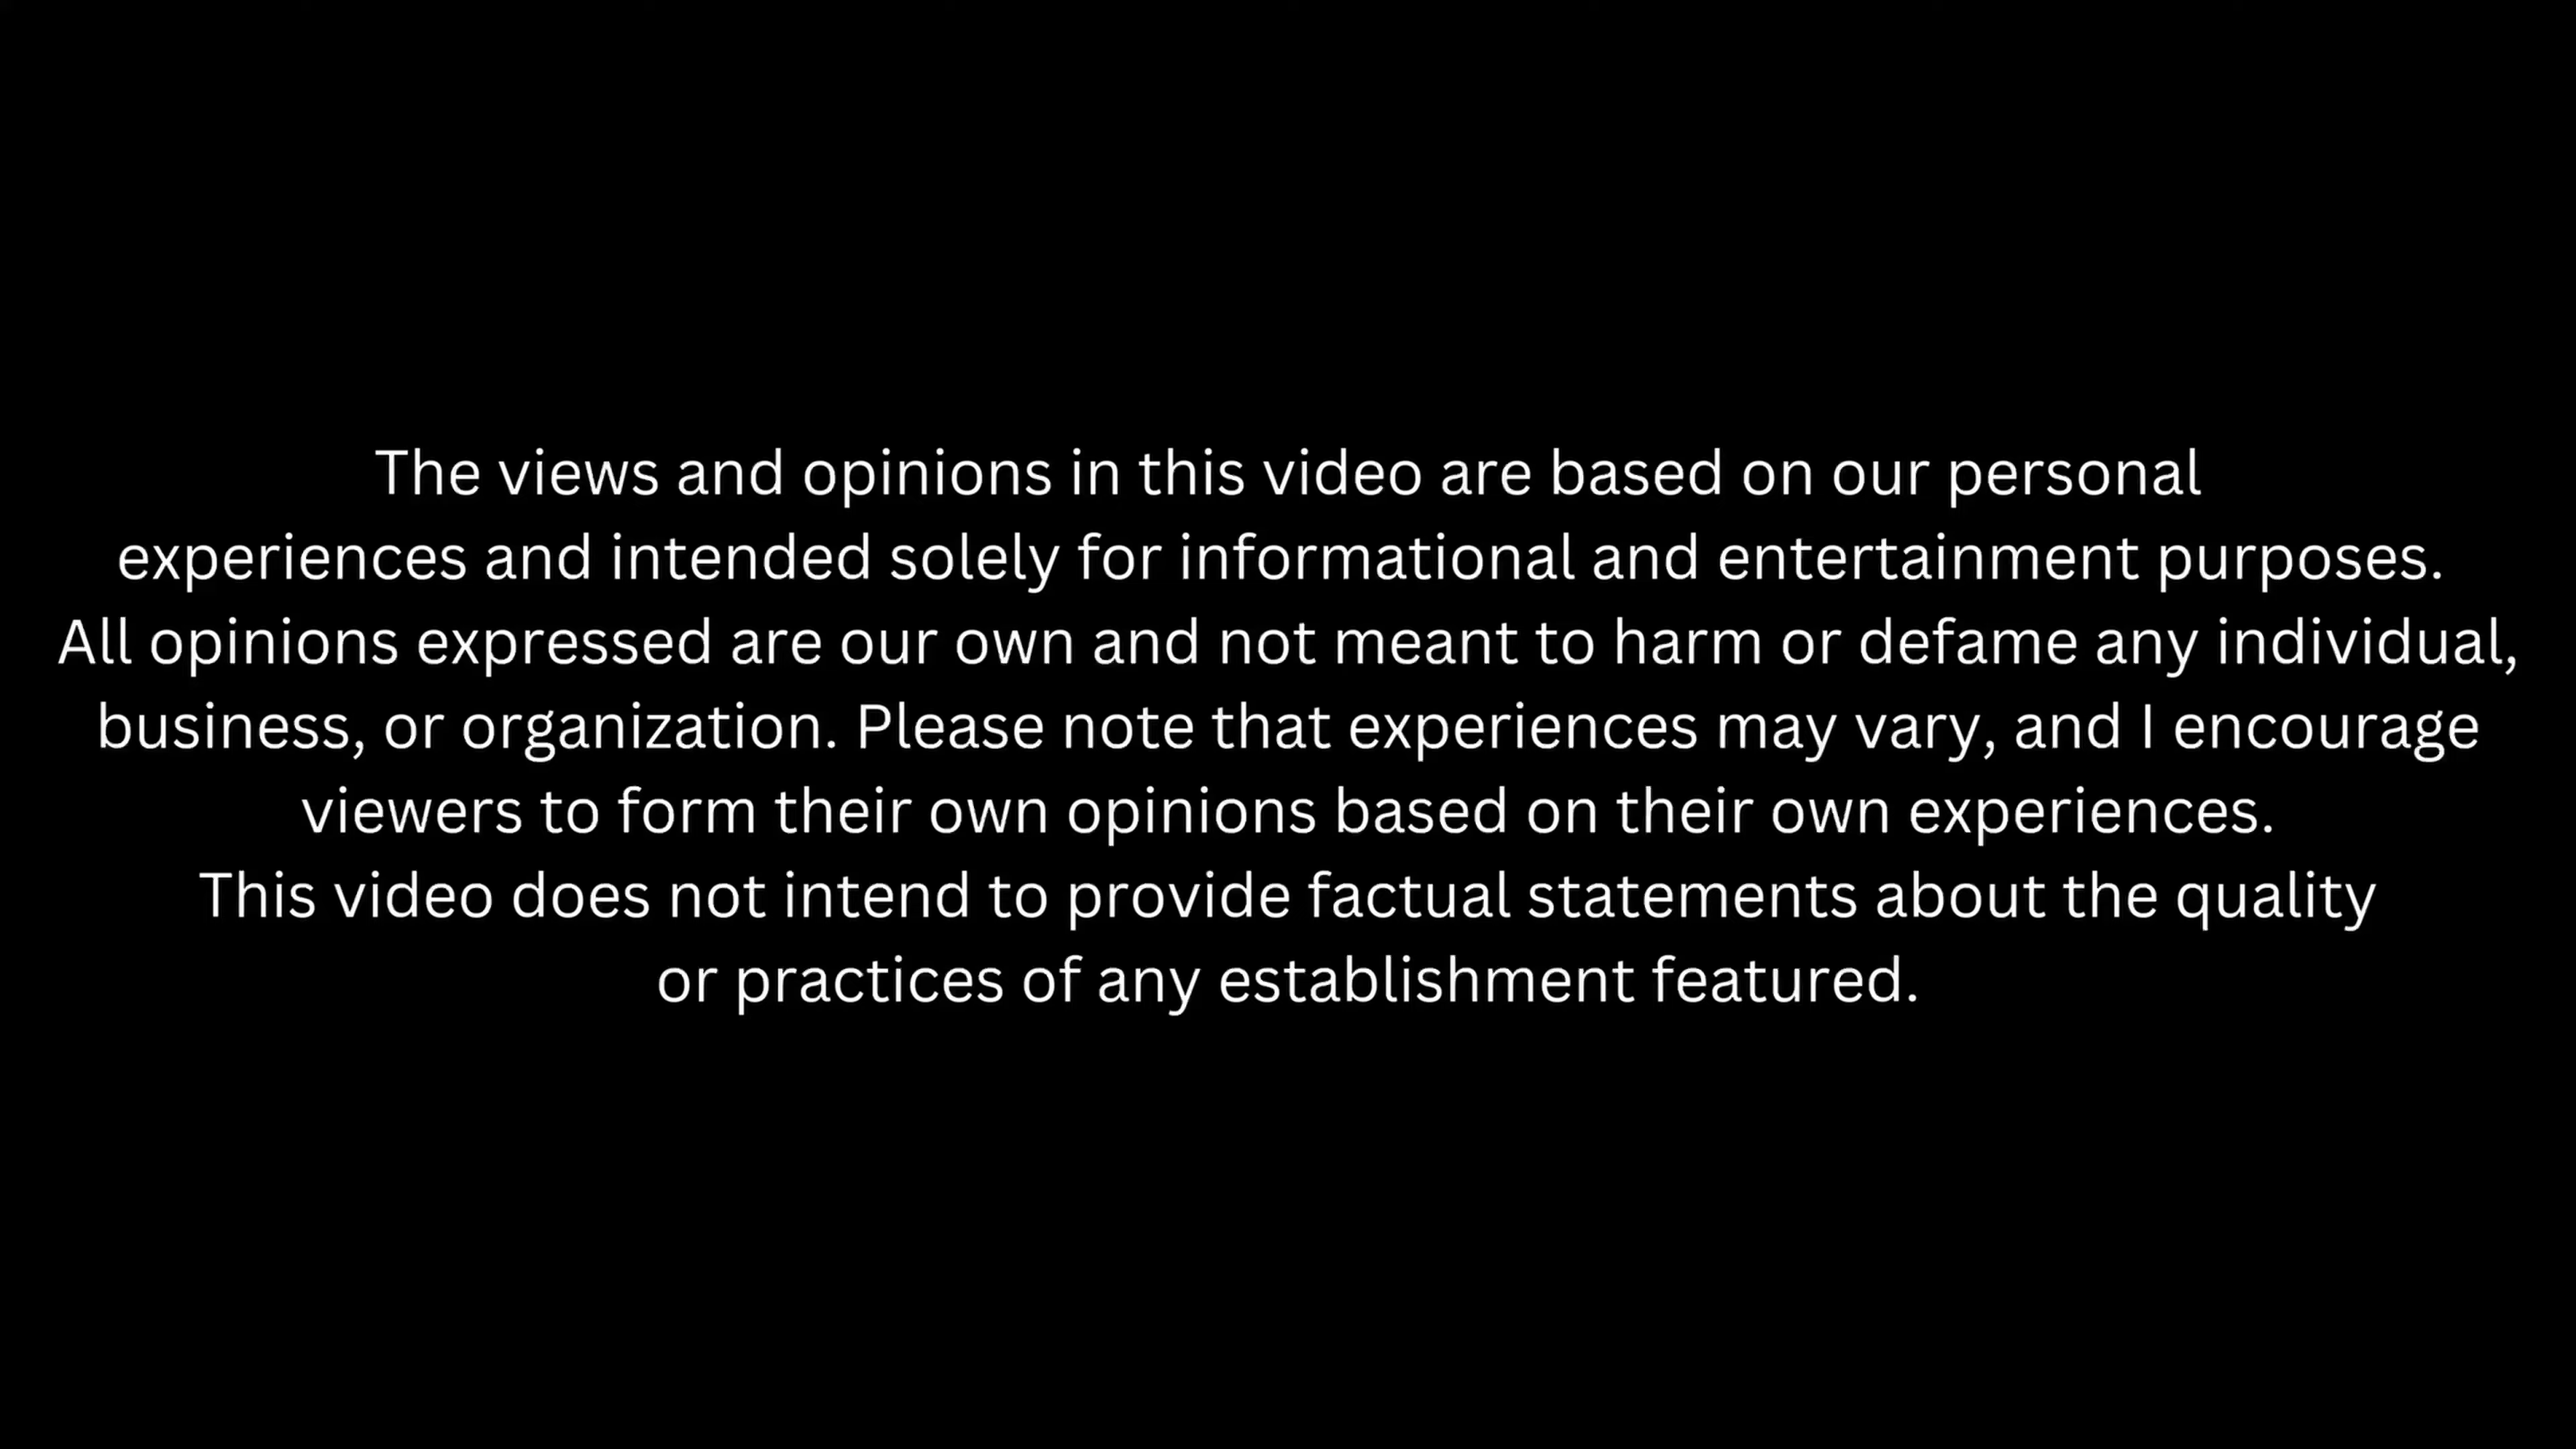 The views and opinions in this video are based on our personal
experiences and intended solely for informational and entertainment purposes.
All opinions expressed are our own and not meant to harm or defame any individual,
business, or organization. Please note that experiences may vary, and I encourage
viewers to form their own opinions based on their own experiences.
This video does not intend to provide factual statements about the quality
or practices of any establishment featured.